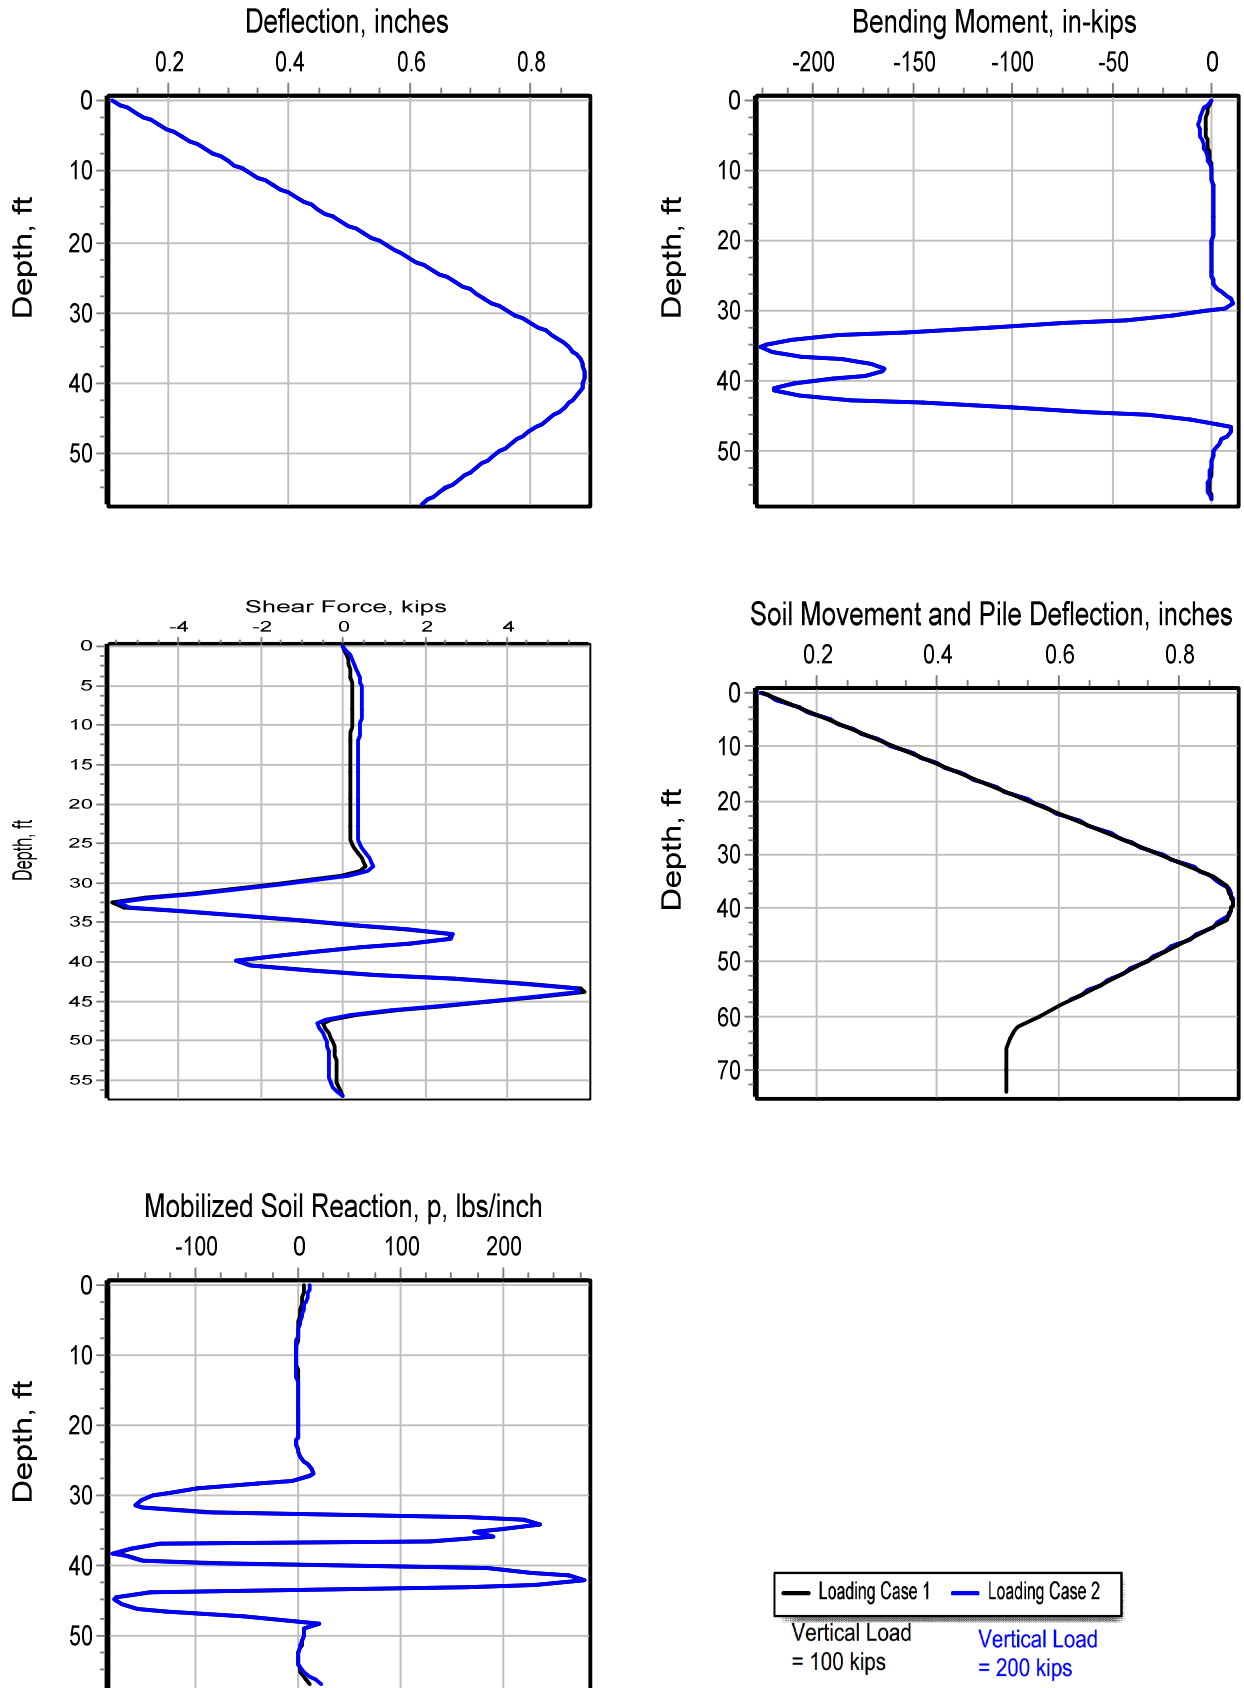 Deflection, inches
0.2 0.4 0.6 0.8
0
10
20
30
40
50
Depth, ft
Bending Moment, in-kips
-200 -150 -100 -50 0
0
10
20
30
40
50
Depth, ft
Shear Force, kips
-4 -2 0 2 4
0
5
10
15
20
25
30
35
40
45
50
55
Depth, ft
Soil Movement and Pile Deflection, inches
0.2 0.4 0.6 0.8
0
10
20
30
40
50
60
70
Depth, ft
Mobilized Soil Reaction, p, lbs/inch
-100 0 100 200
0
10
20
30
40
50
Depth, ft
Loading Case 1 Loading Case 2
Vertical Load
= 100 kips
Vertical Load
= 200 kips